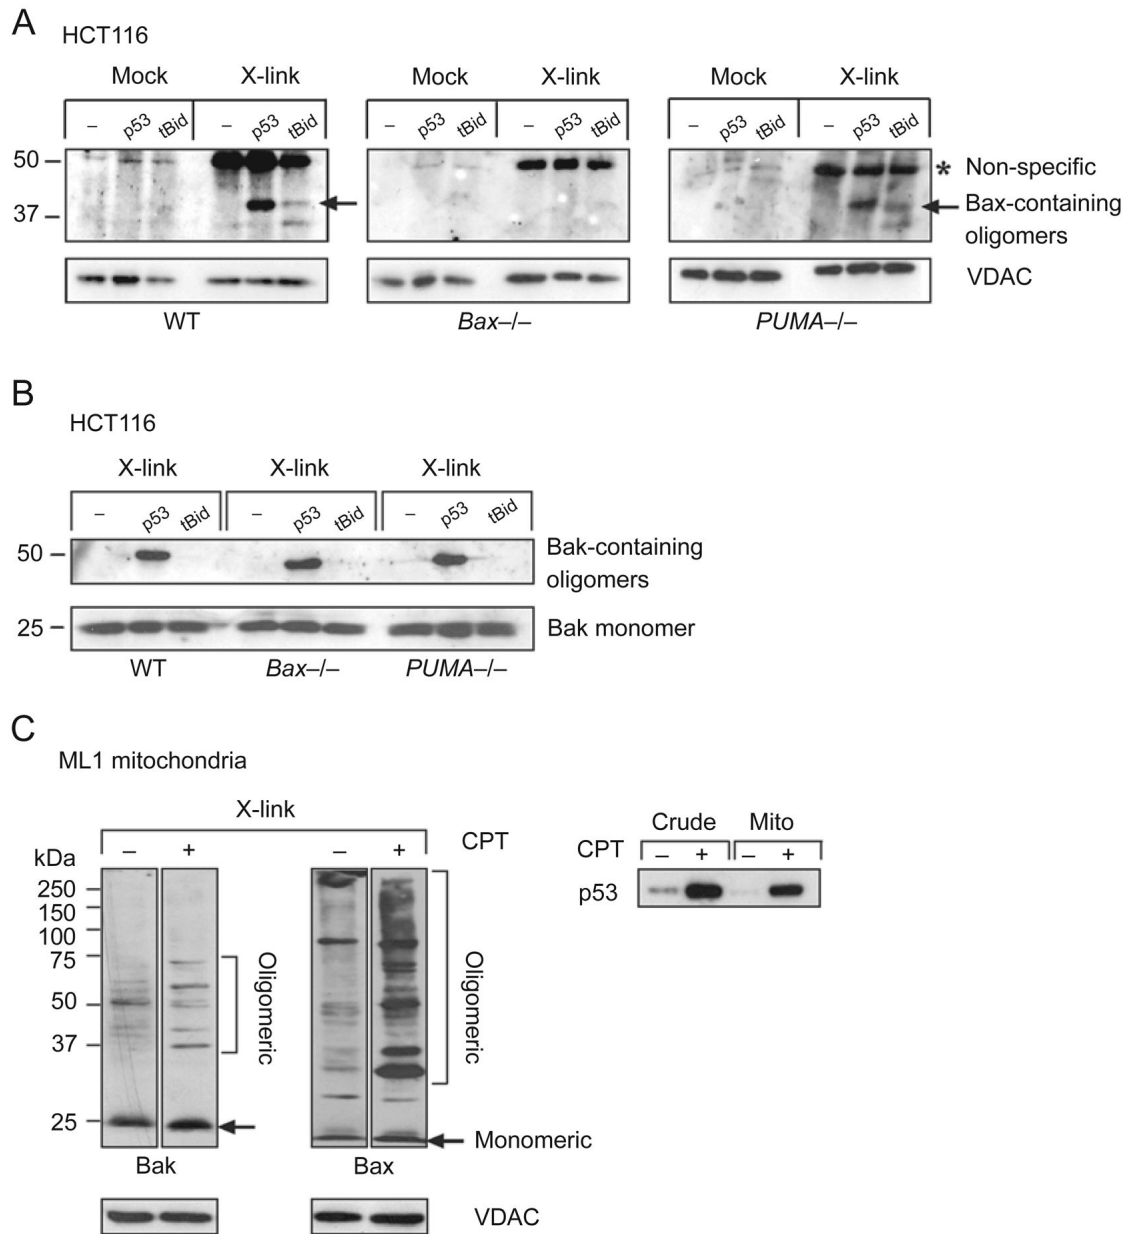 A
HCT116
Mock X-link Mock X-link Mock X-link
– p53 tBid – p53 tBid – p53 tBid – p53 tBid – p53 tBid – p53 tBid
50
* Non-specific
37
Bax-containing
oligomers
VDAC
WT Bax–/– PUMA–/–
B
HCT116
X-link X-link X-link
– p53 tBid – p53 tBid – p53 tBid
50
Bak-containing
oligomers
25
Bak monomer
WT Bax–/– PUMA–/–
C
ML1 mitochondria
X-link
– + – + CPT
kDa
250
150
100
75
50
37
25
Oligomeric
Oligomeric
Monomeric
Bak Bax
VDAC
Crude Mito
CPT – + – +
p53